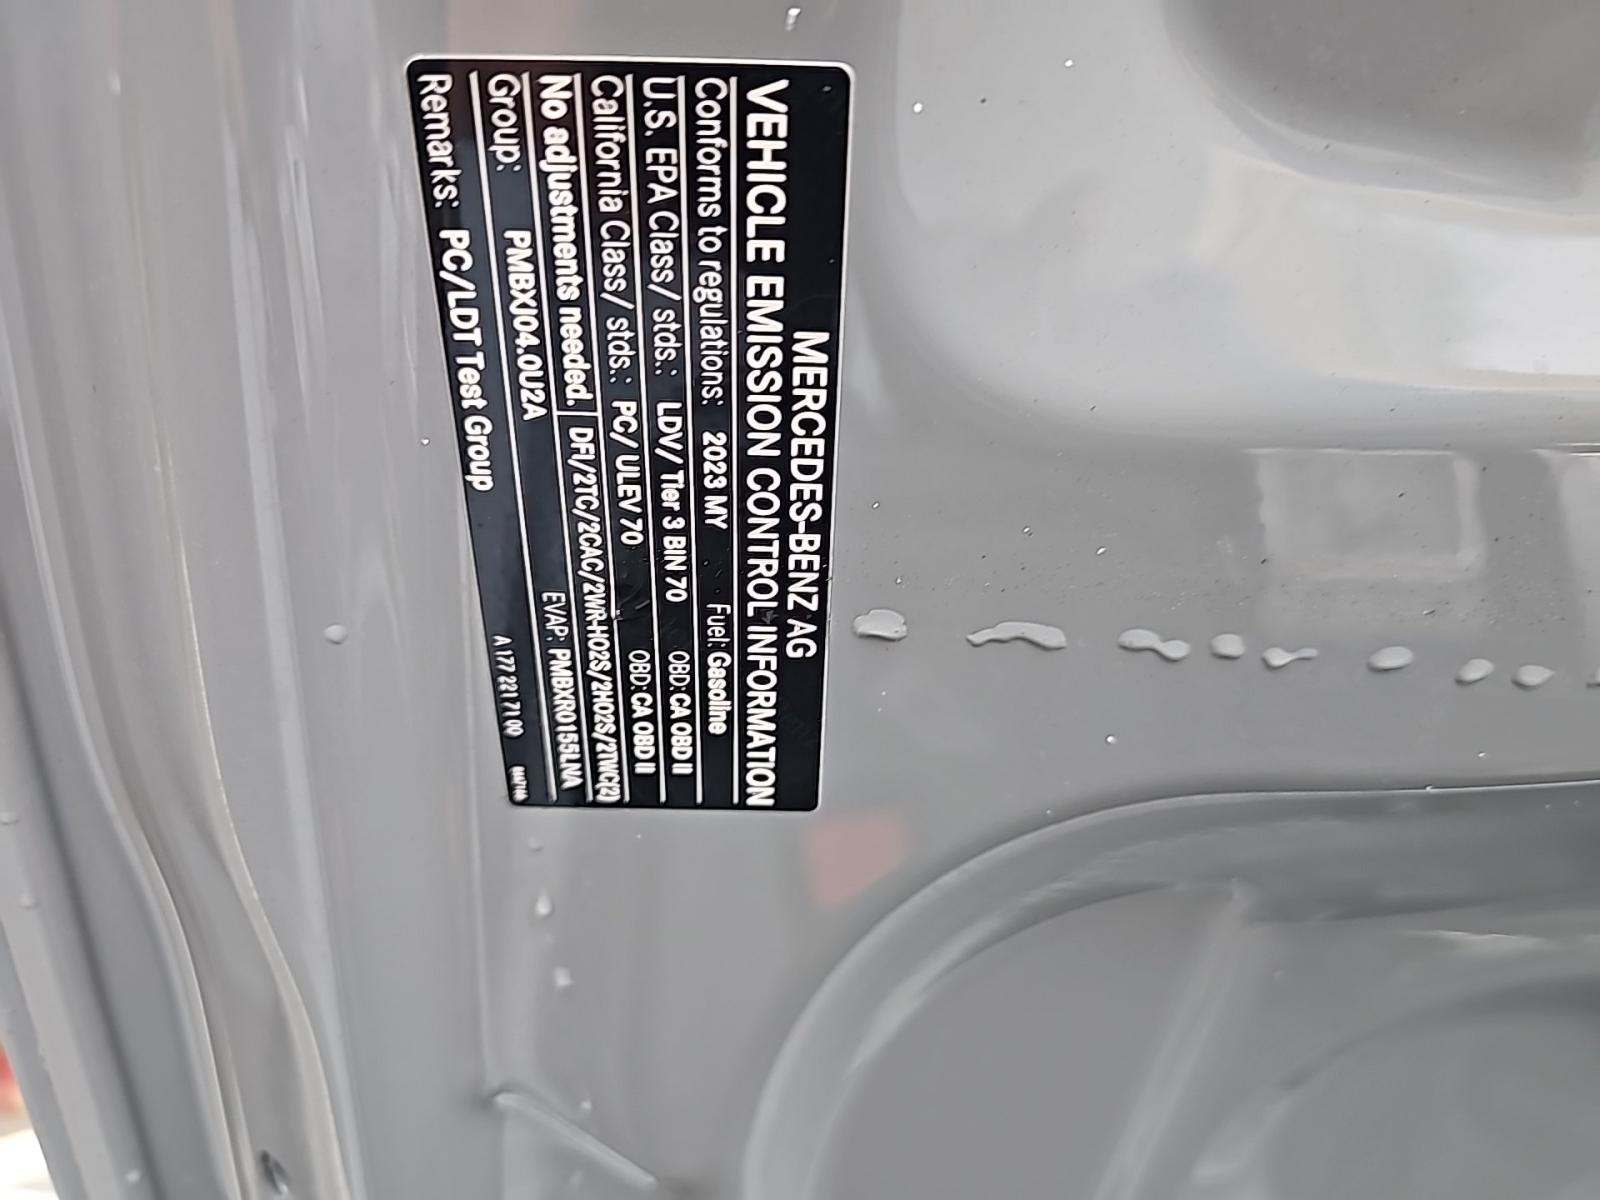 MERCEDES-BENZ AG
VEHICLE EMISSION CONTROL INFORMATION
Conforms to regulations: 2023 MY Fuel: Gasoline
U.S. EPA Class/ stds.: LDV/ Tier 3 BIN 70 OBD: CA OBD II
California Class/ stds.: PC/ ULEV 70 OBD: CA OBD II
No adjustments needed. DFI/2TC/2CAC/2WR-HO2S/2HO2S/2TWC(2)
Group: PMBXJ04.0U2A EVAP: PMBXR0155LNA
Remarks: PC/LDT Test Group A 177 221 71 00